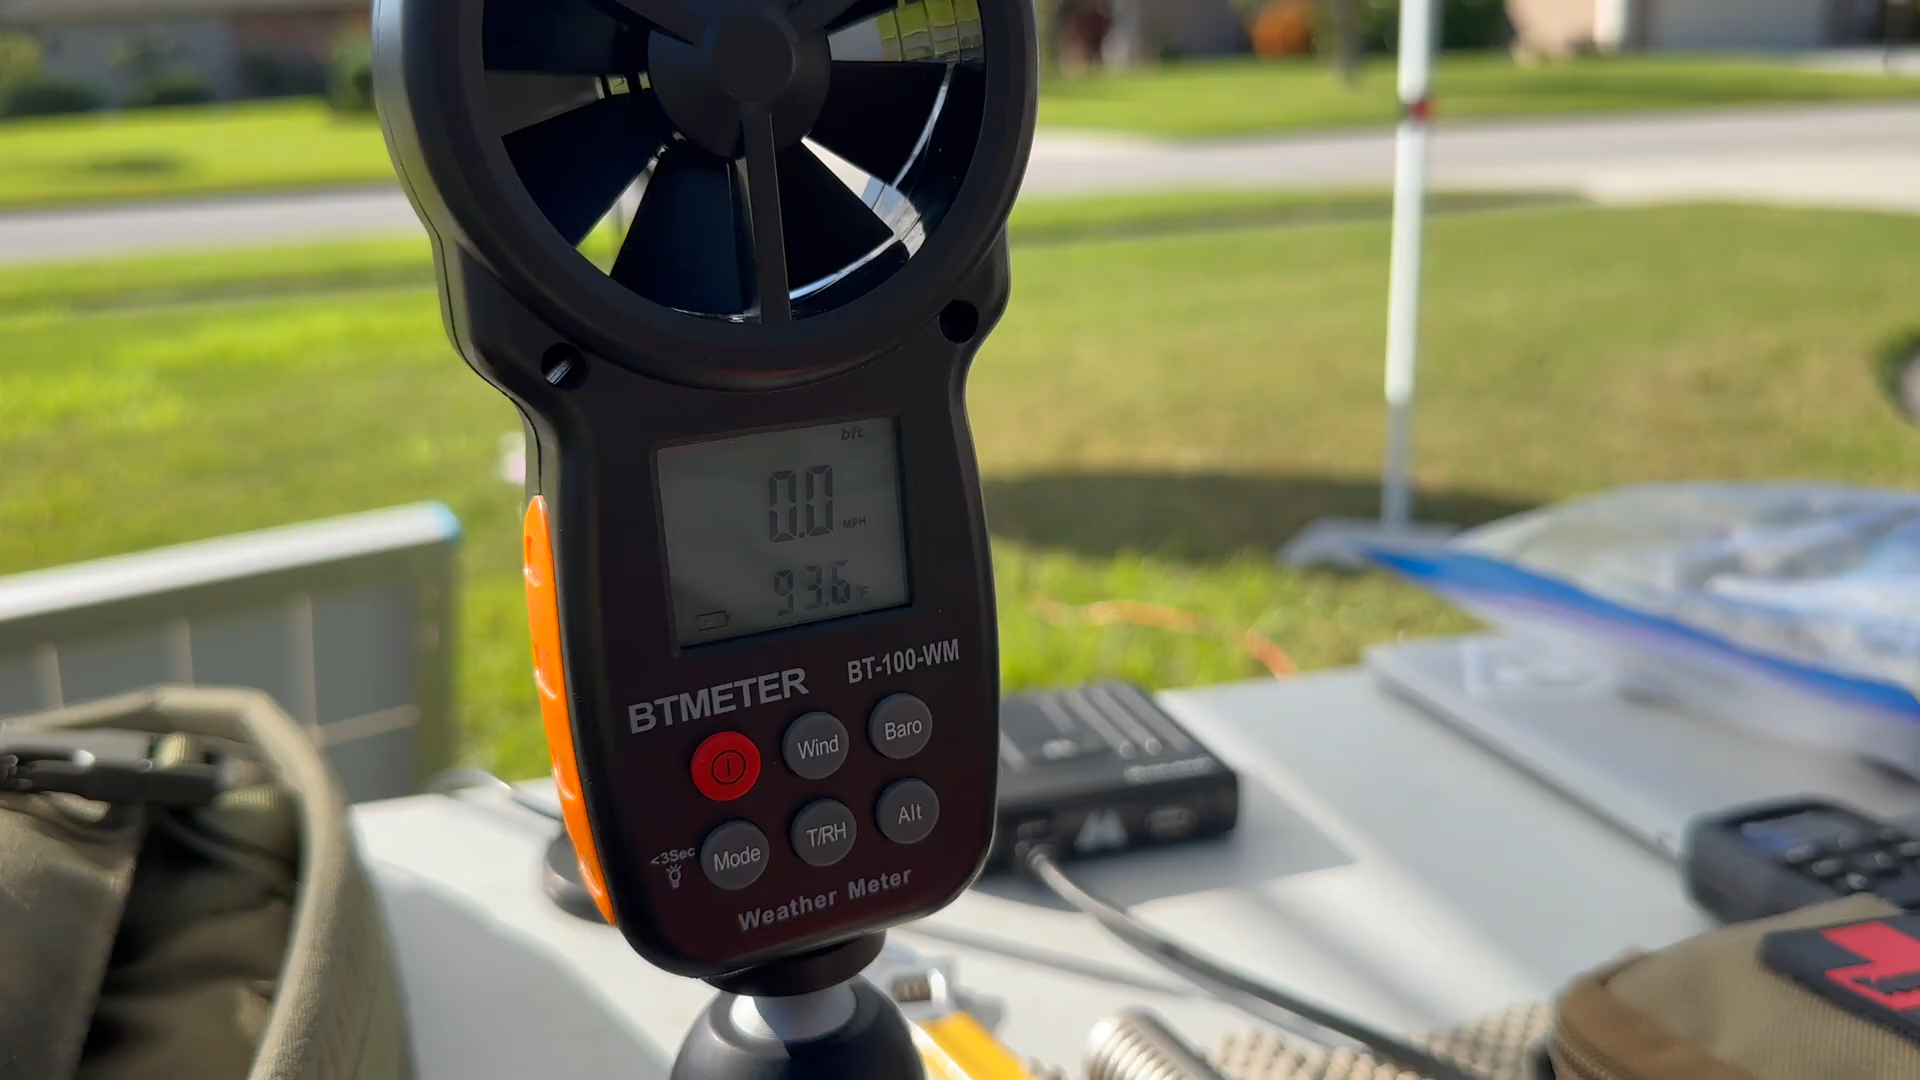 bft
0.0 MPH
93.6 °F
BTMETER BT-100-WM
Wind Baro
<3Sec Mode T/RH Alt
Weather Meter